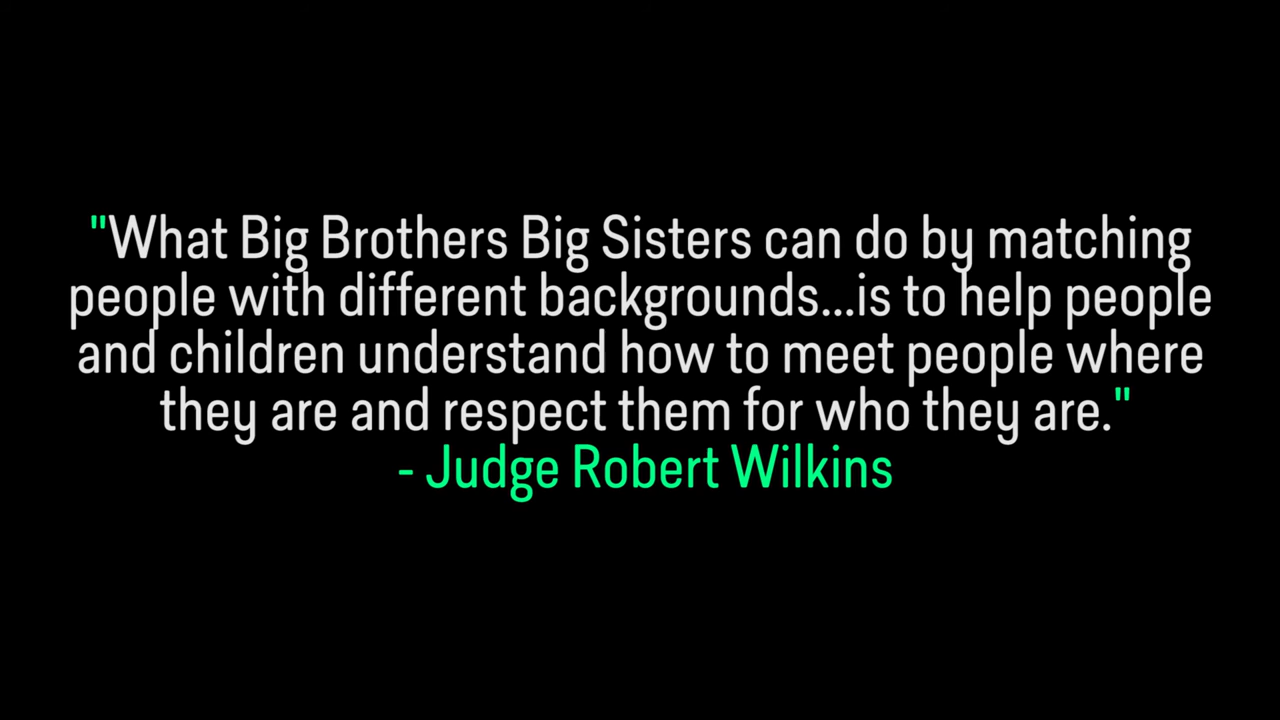 "What Big Brothers Big Sisters can do by matching
people with different backgrounds...is to help people
and children understand how to meet people where
they are and respect them for who they are."
- Judge Robert Wilkins